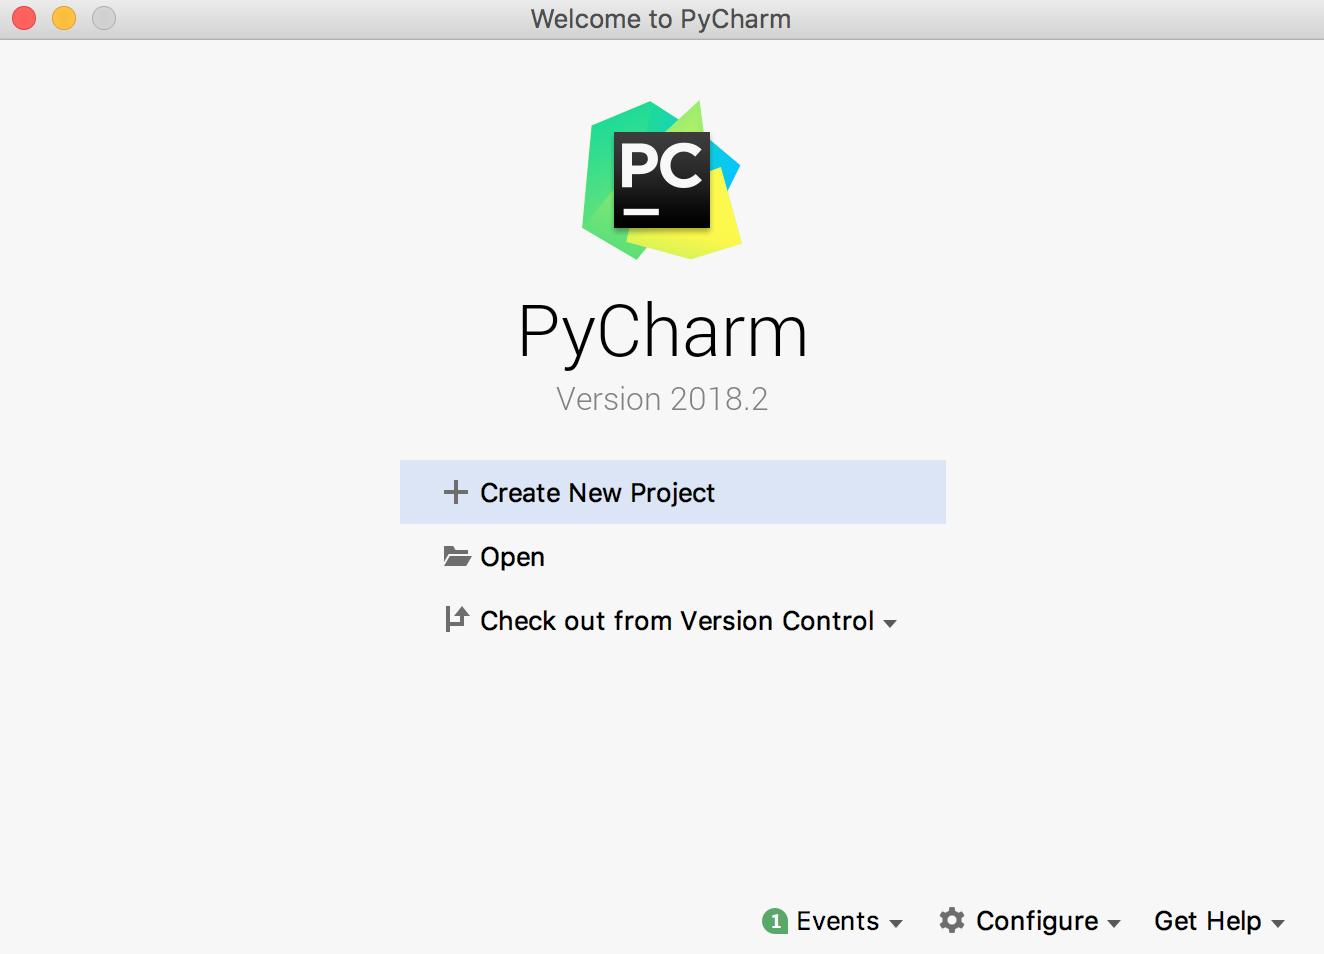 Welcome to PyCharm
PC
PyCharm
Version 2018.2
Create New Project
Open
Check out from Version Control
1 Events Configure Get Help